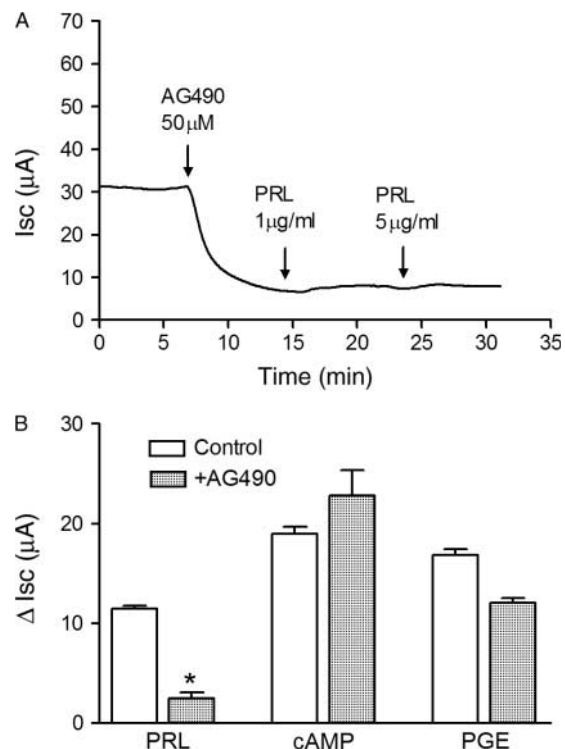 A
70
60
50
40
30
20
10
0
Isc (μA)
AG490
50μM
PRL
1μg/ml
PRL
5μg/ml
0 5 10 15 20 25 30 35
Time (min)
B
30
20
10
0
Δ Isc (μA)
Control
+AG490
*
PRL cAMP PGE